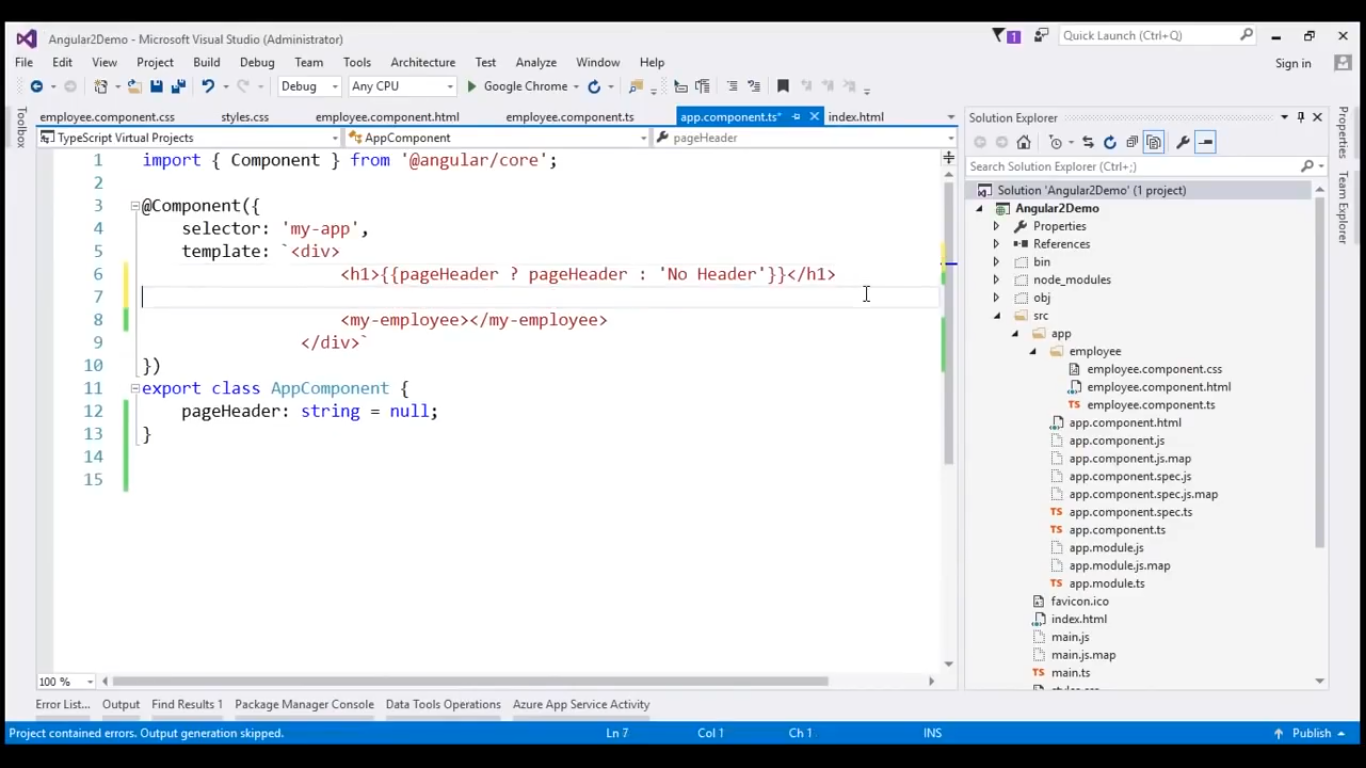 Angular2Demo - Microsoft Visual Studio (Administrator)
1
Quick Launch (Ctrl+Q)
File Edit View Project Build Debug Team Tools Architecture Test Analyze Window Help
Sign in
Debug Any CPU Google Chrome
Toolbox
employee.component.css styles.css employee.component.html employee.component.ts app.component.ts* index.html
TypeScript Virtual Projects AppComponent pageHeader
1 import { Component } from '@angular/core';
2
3 @Component({
4 selector: 'my-app',
5 template: `<div>
6 <h1>{{pageHeader ? pageHeader : 'No Header'}}</h1>
7
8 <my-employee></my-employee>
9 </div>`
10 })
11 export class AppComponent {
12 pageHeader: string = null;
13 }
14
15
100 %
Solution Explorer
Search Solution Explorer (Ctrl+;)
Solution 'Angular2Demo' (1 project)
Angular2Demo
Properties
References
bin
node_modules
obj
src
app
employee
employee.component.css
employee.component.html
TS employee.component.ts
app.component.html
app.component.js
app.component.js.map
app.component.spec.js
app.component.spec.js.map
TS app.component.spec.ts
TS app.component.ts
app.module.js
app.module.js.map
TS app.module.ts
favicon.ico
index.html
main.js
main.js.map
TS main.ts
Properties
Team Explorer
Error List... Output Find Results 1 Package Manager Console Data Tools Operations Azure App Service Activity
Project contained errors. Output generation skipped. Ln 7 Col 1 Ch 1 INS Publish